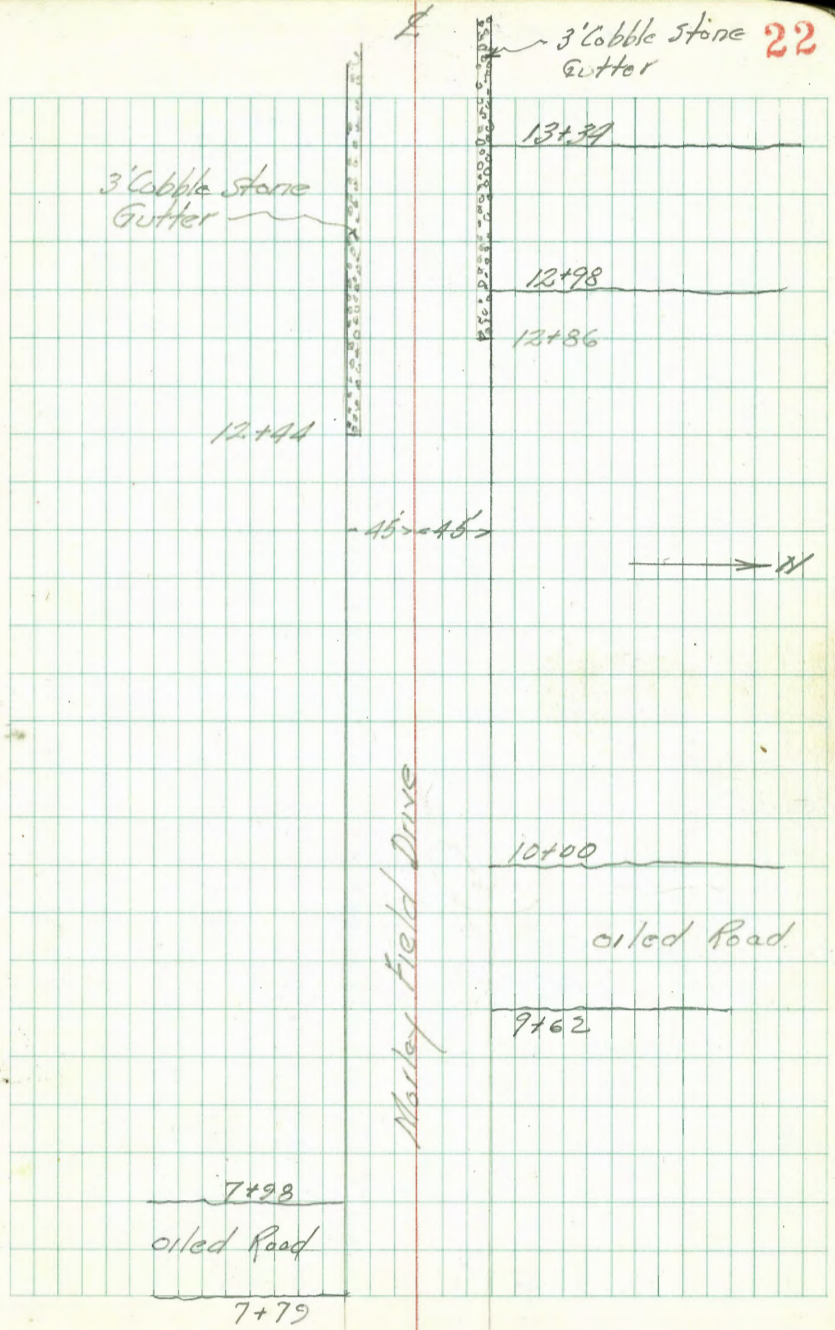 ℄
3' Cobble Stone
Gutter
22
13+39
3' Cobble Stone
Gutter
12+98
12+86
12+44
45' 45'
N
Morley Field Drive
10+00
oiled Road
9+62
7+98
oiled Road
7+79